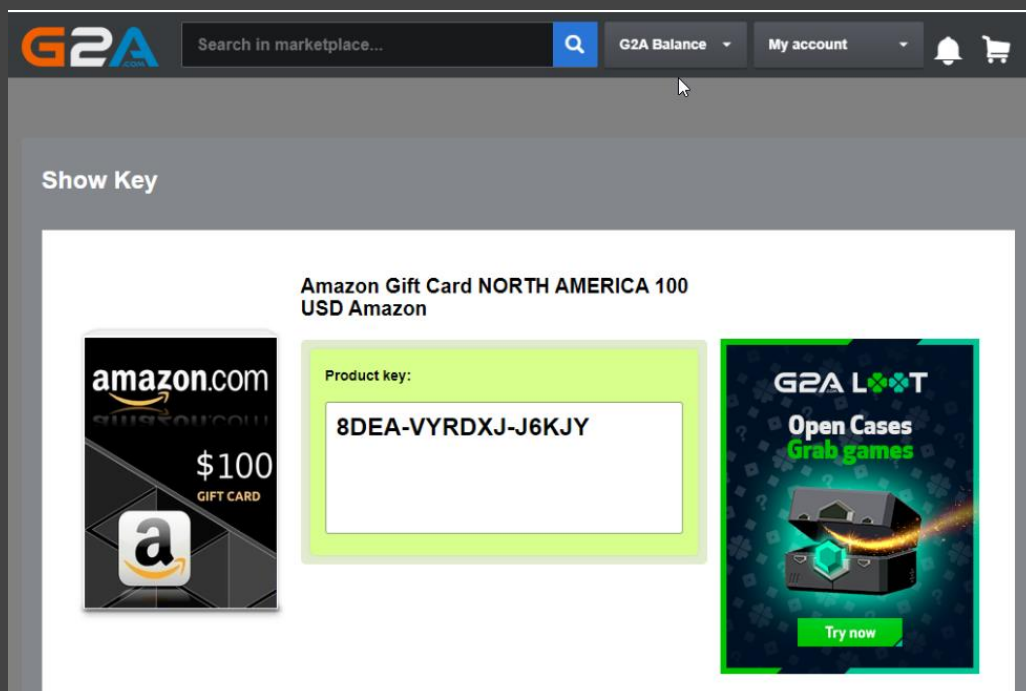 G2A
.COM
Search in marketplace...
G2A Balance
My account
Show Key
Amazon Gift Card NORTH AMERICA 100
USD Amazon
amazon.com
$100
GIFT CARD
a
Product key:
8DEA-VYRDXJ-J6KJY
G2A LOOT
.COM
Open Cases
Grab games
Try now